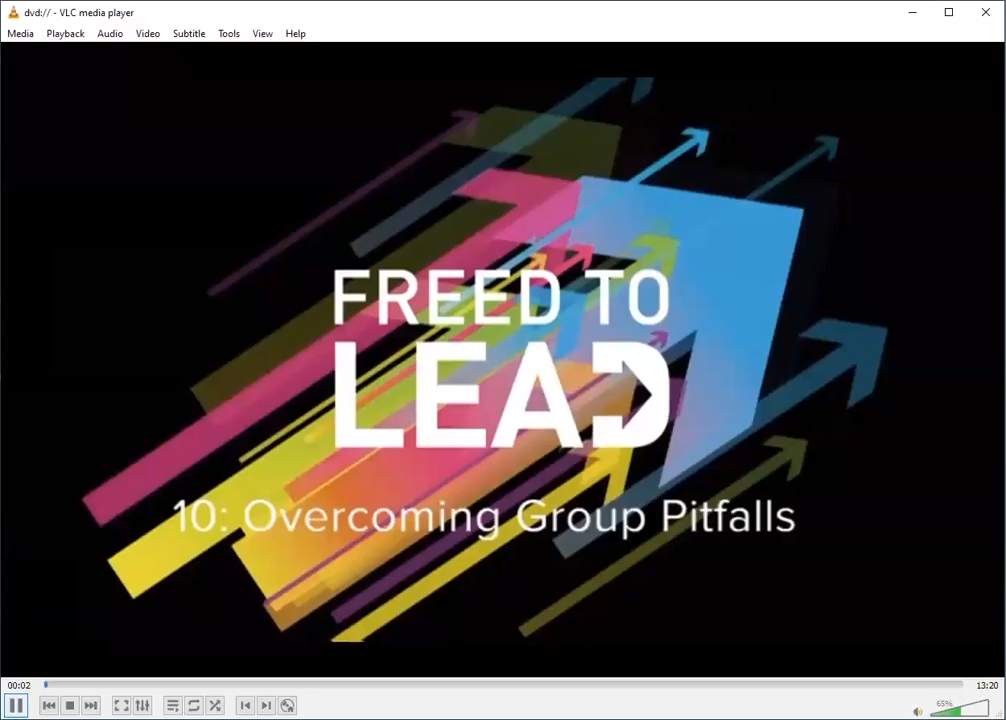 dvd:// - VLC media player
Media Playback Audio Video Subtitle Tools View Help
FREED TO
LEAD
10: Overcoming Group Pitfalls
00:02 13:20
65%